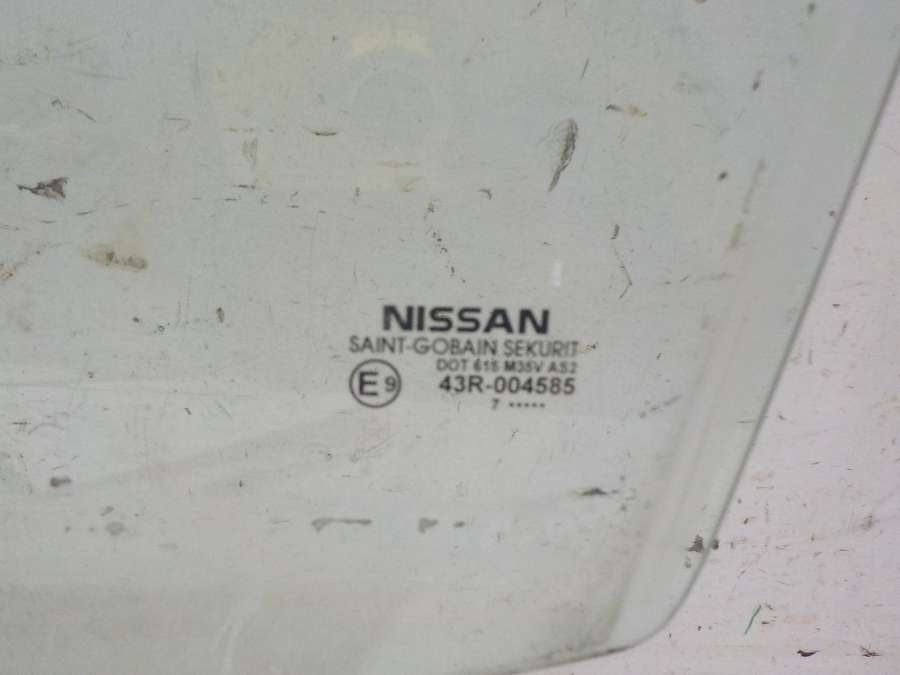 NISSAN
SAINT-GOBAIN SEKURIT
DOT 615 M35V AS2
E9 43R-004585
7 •••••